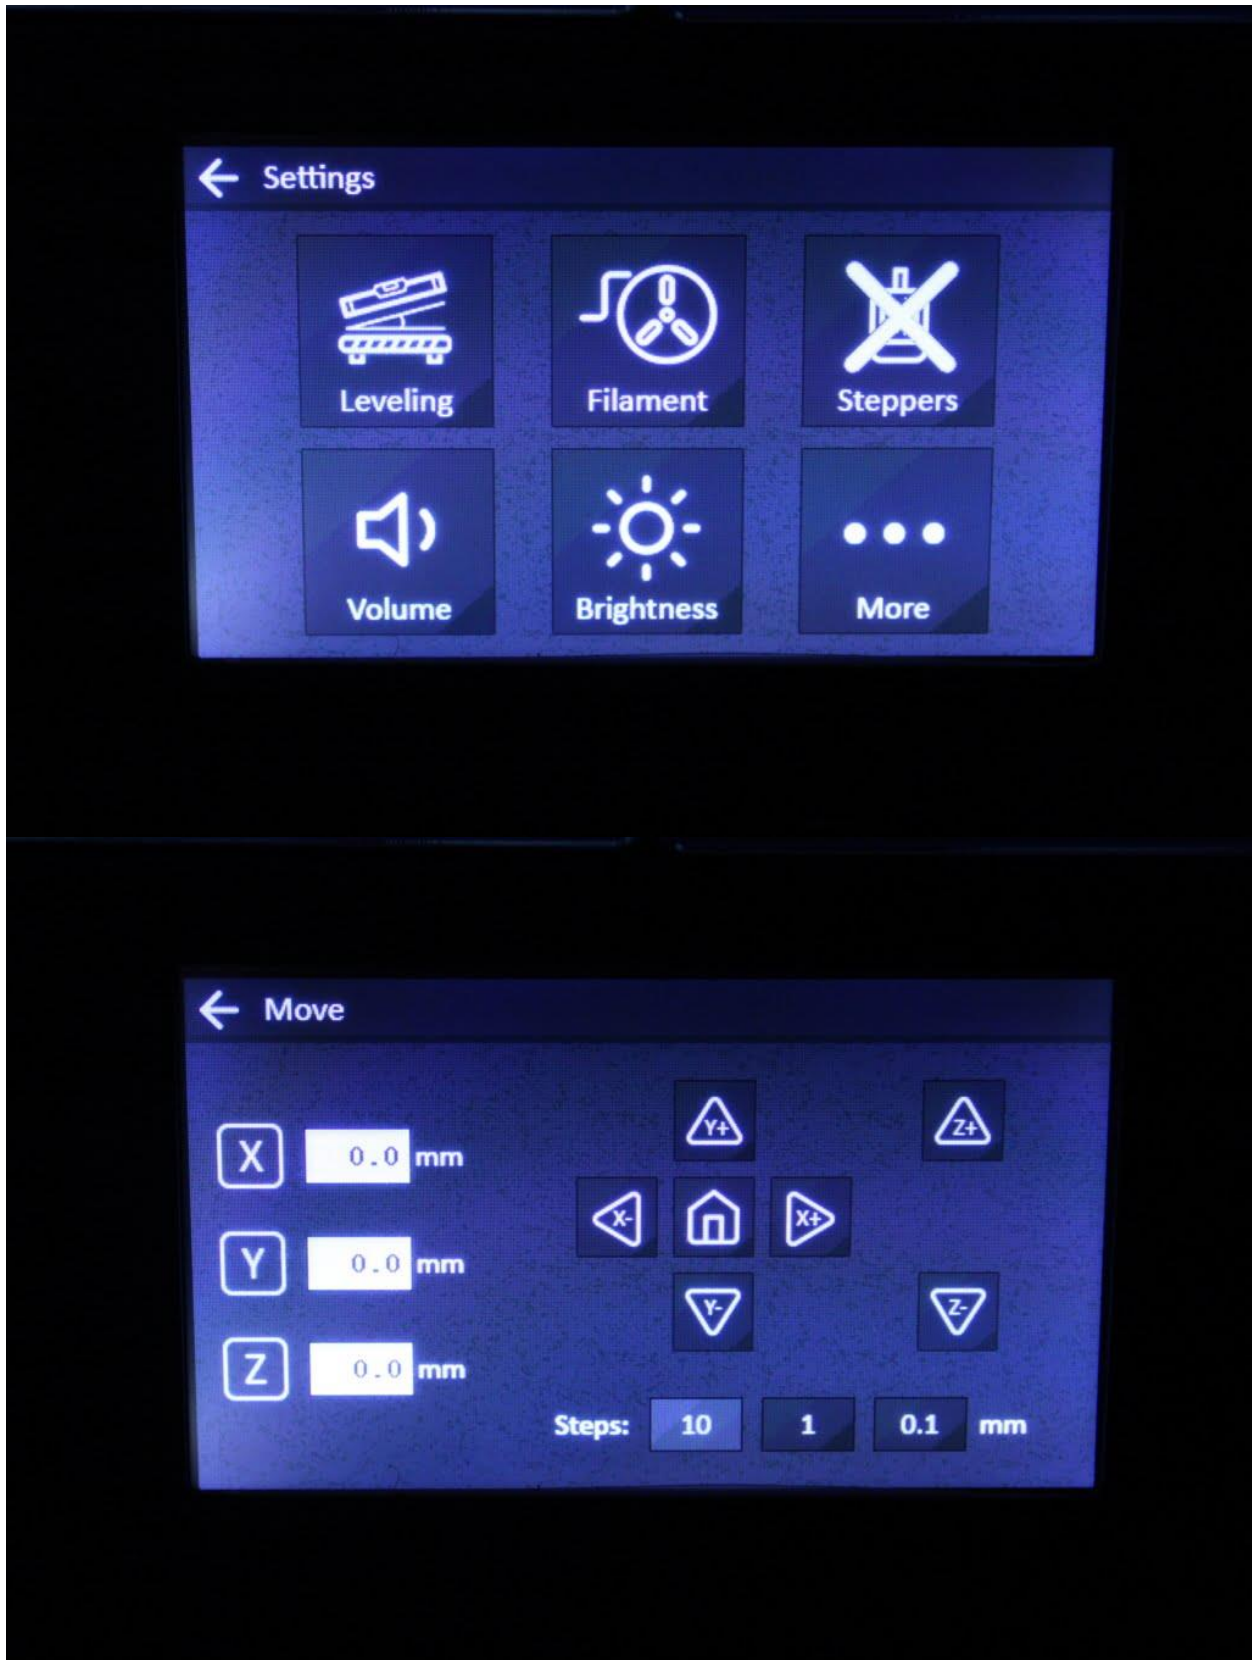 Settings
Leveling Filament Steppers
Volume Brightness More
Move
Y+ Z+
X 0.0 mm
X- X+
Y 0.0 mm
Y- Z-
Z 0.0 mm
Steps: 10 1 0.1 mm